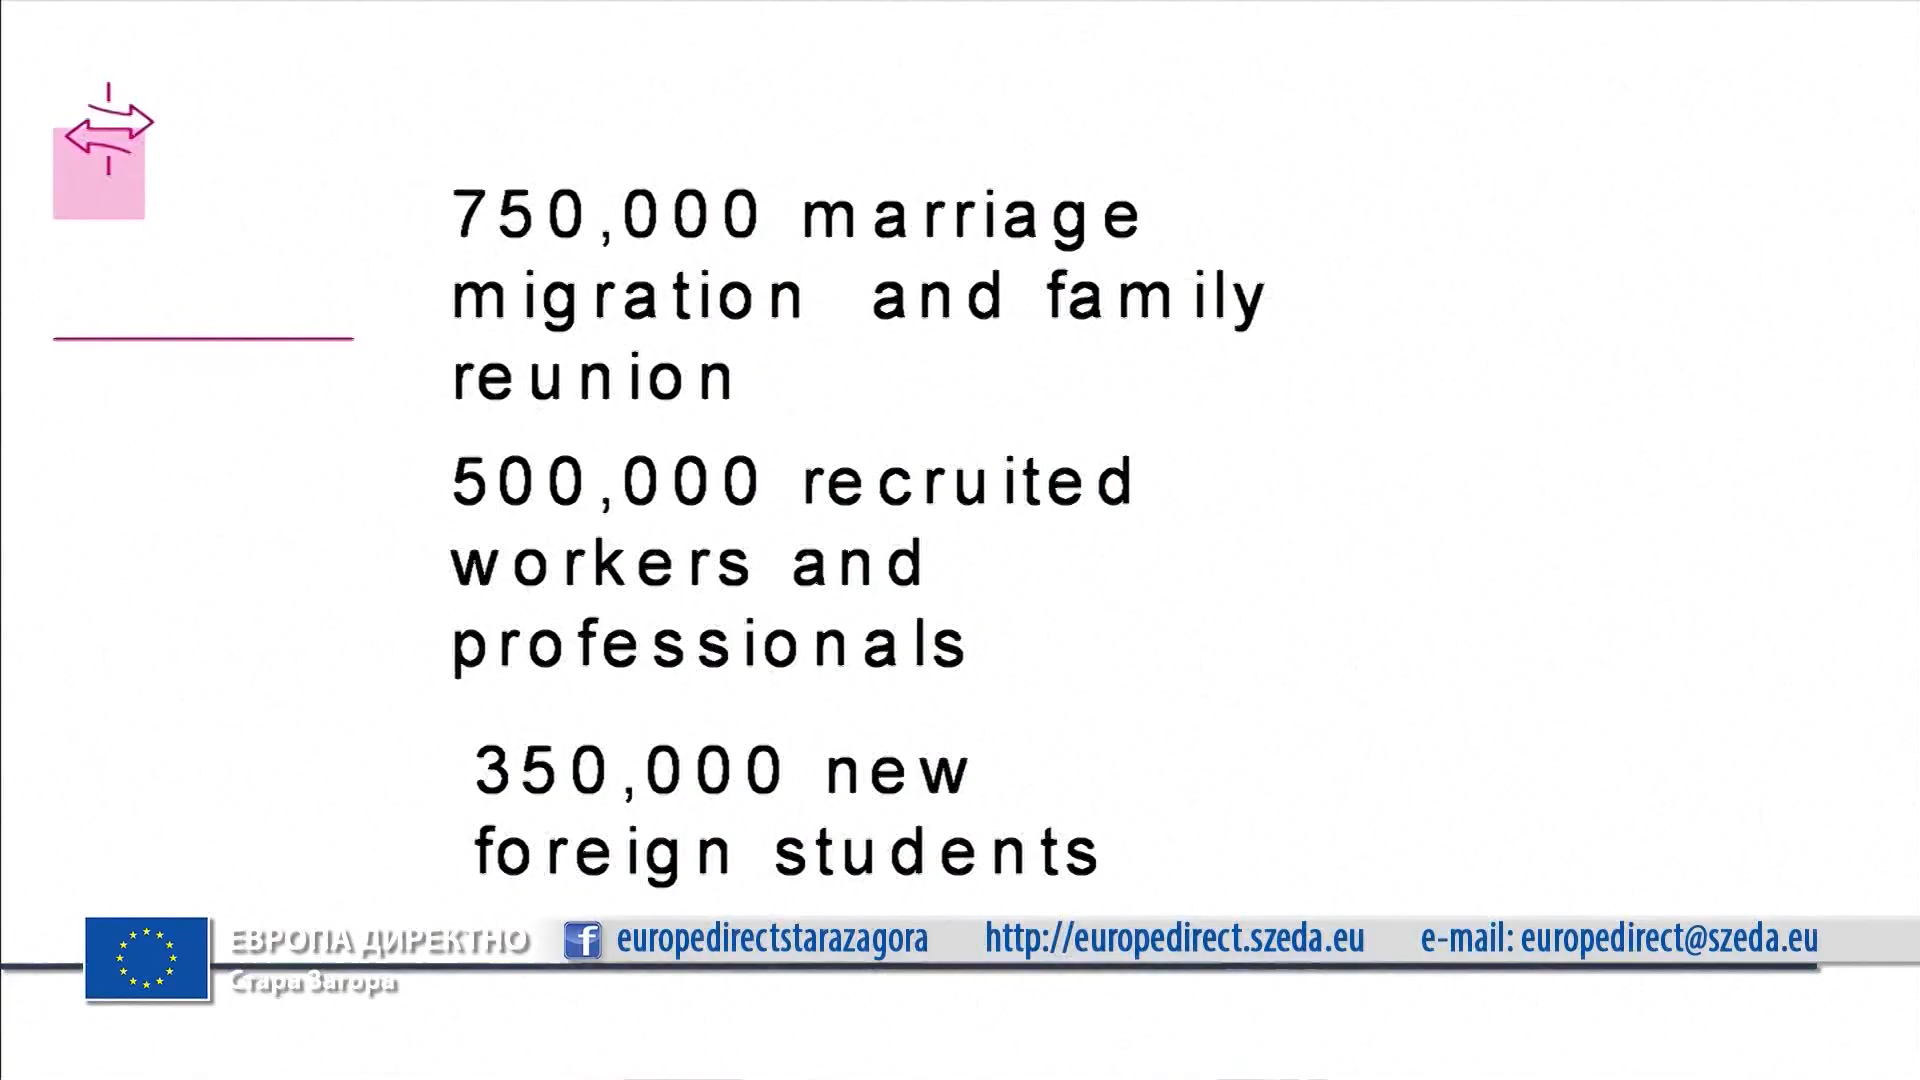 750,000 marriage
migration and family
reunion
500,000 recruited
workers and
professionals
350,000 new
foreign students
ЕВРОПА ДИРЕКТНО
Стара Загора
f europedirectstarazagora http://europedirect.szeda.eu e-mail: europedirect@szeda.eu